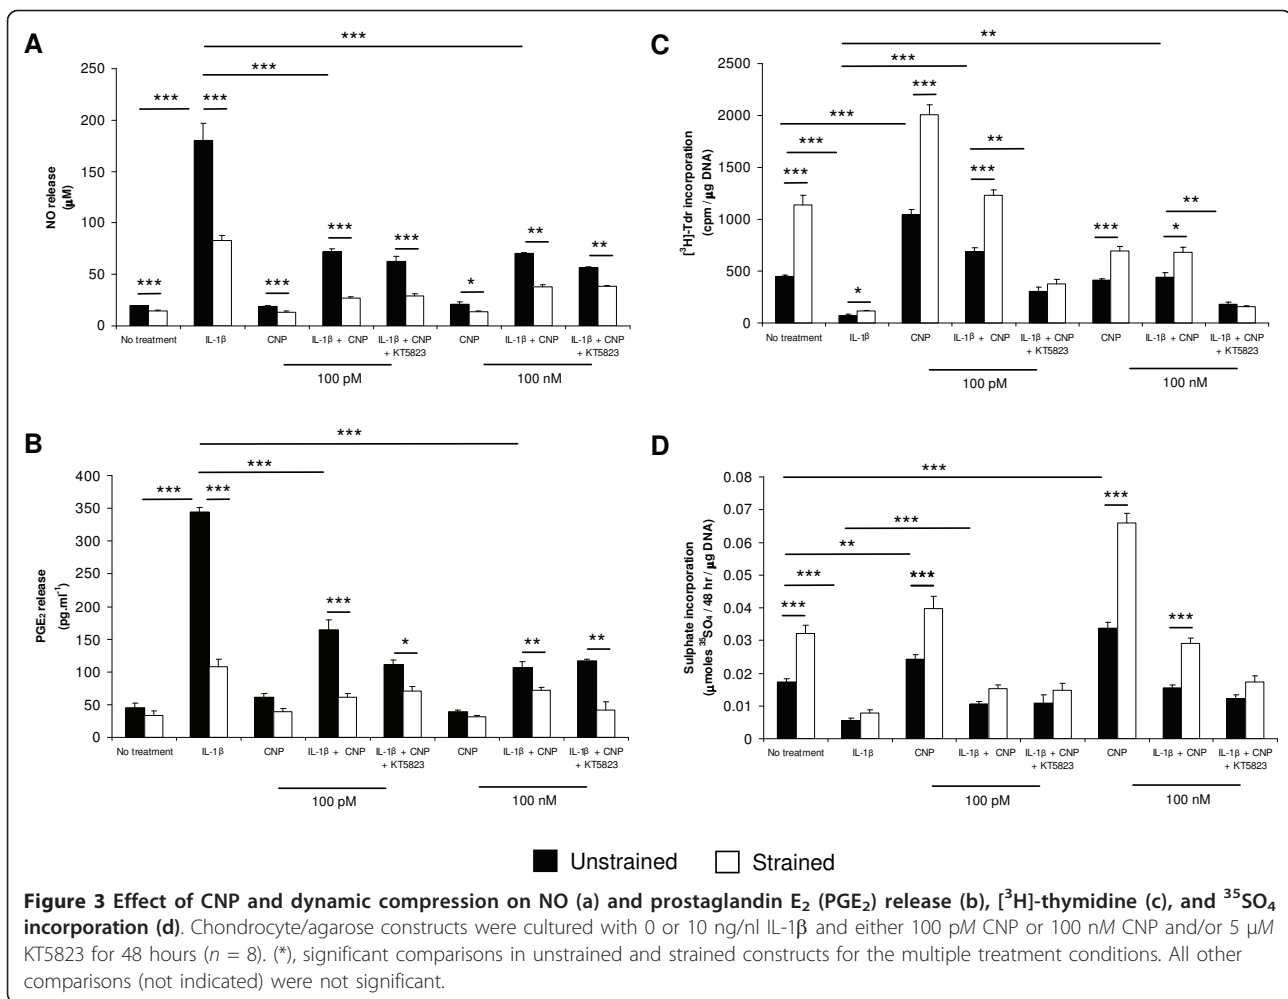 A
***
***
***
***
***
***
***
***
*
**
**
250
200
150
100
50
0
NO release
(µM)
No treatment
IL-1β
CNP
IL-1β + CNP
IL-1β + CNP
+ KT5823
CNP
IL-1β + CNP
IL-1β + CNP
+ KT5823
100 pM
100 nM
B
***
***
***
***
***
*
**
**
400
350
300
250
200
150
100
50
0
PGE₂ release
(pg.ml⁻¹)
No treatment
IL-1β
CNP
IL-1β + CNP
IL-1β + CNP
+ KT5823
CNP
IL-1β + CNP
IL-1β + CNP
+ KT5823
100 pM
100 nM
C
**
***
***
***
***
***
*
**
***
***
**
*
2500
2000
1500
1000
500
0
[³H]-Tdr incorporation
(cpm / µg DNA)
No treatment
IL-1β
CNP
IL-1β + CNP
IL-1β + CNP
+ KT5823
CNP
IL-1β + CNP
IL-1β + CNP
+ KT5823
100 pM
100 nM
D
***
***
***
**
***
***
***
***
0.08
0.07
0.06
0.05
0.04
0.03
0.02
0.01
0
Sulphate incorporation
(µmoles ³⁵SO₄ / 48 hr / µg DNA)
No treatment
IL-1β
CNP
IL-1β + CNP
IL-1β + CNP
+ KT5823
CNP
IL-1β + CNP
IL-1β + CNP
+ KT5823
100 pM
100 nM
Unstrained
Strained
Figure 3 Effect of CNP and dynamic compression on NO (a) and prostaglandin E₂ (PGE₂) release (b), [³H]-thymidine (c), and ³⁵SO₄
incorporation (d). Chondrocyte/agarose constructs were cultured with 0 or 10 ng/nl IL-1β and either 100 pM CNP or 100 nM CNP and/or 5 µM
KT5823 for 48 hours (n = 8). (*), significant comparisons in unstrained and strained constructs for the multiple treatment conditions. All other
comparisons (not indicated) were not significant.